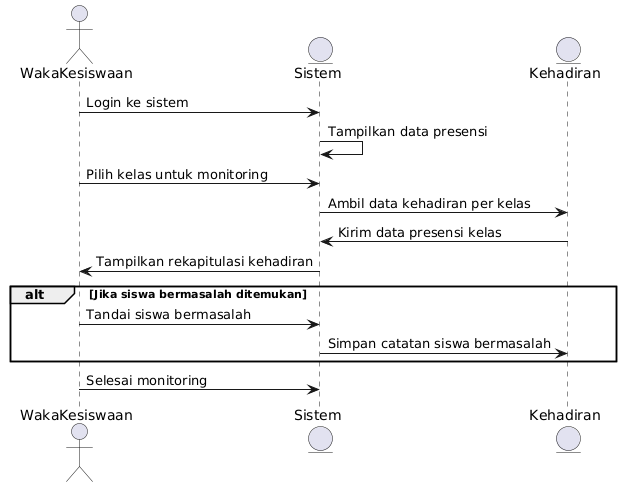 WakaKesiswaan
Sistem
Kehadiran
Login ke sistem
Tampilkan data presensi
Pilih kelas untuk monitoring
Ambil data kehadiran per kelas
Kirim data presensi kelas
Tampilkan rekapitulasi kehadiran
alt [Jika siswa bermasalah ditemukan]
Tandai siswa bermasalah
Simpan catatan siswa bermasalah
Selesai monitoring
WakaKesiswaan
Sistem
Kehadiran